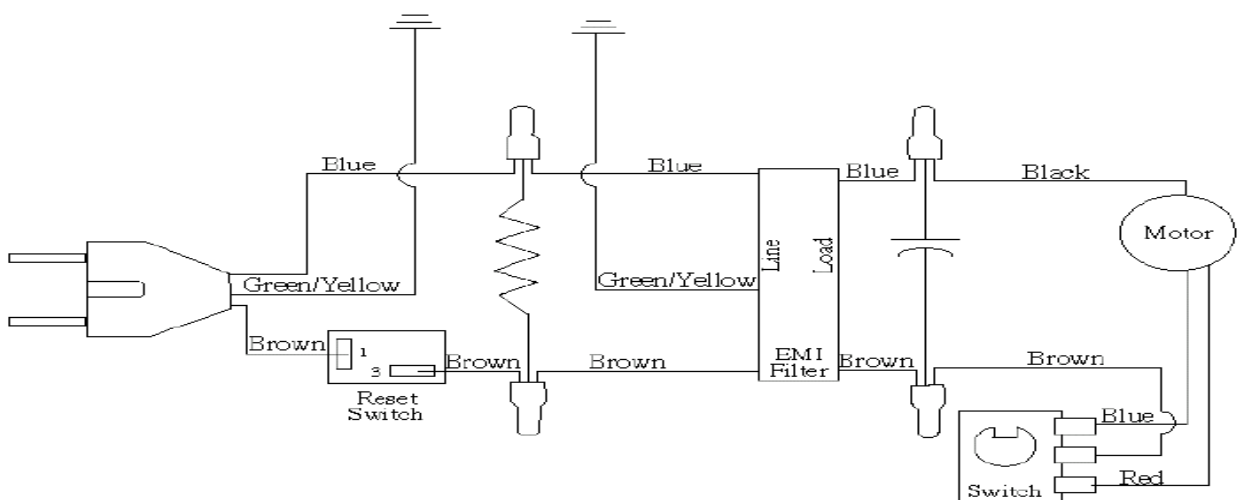 Blue
Blue
Blue
Black
Motor
Line
Load
Green/Yellow
Green/Yellow
Brown
1
3
Brown
Brown
EMI
Filter
Brown
Brown
Reset
Switch
Blue
Red
Switch